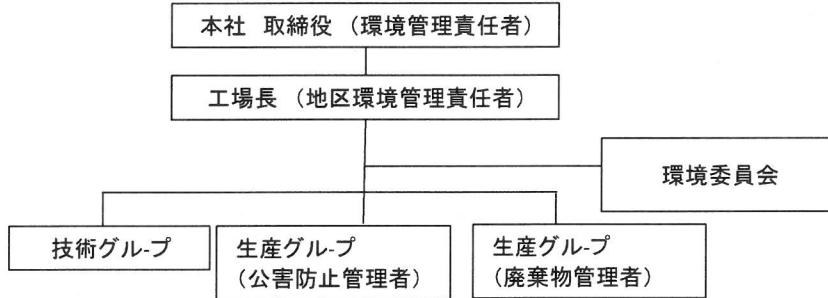 本社 取締役 （環境管理責任者）
工場長 （地区環境管理責任者）
環境委員会
技術グル-プ
生産グル-プ
（公害防止管理者）
生産グル-プ
（廃棄物管理者）